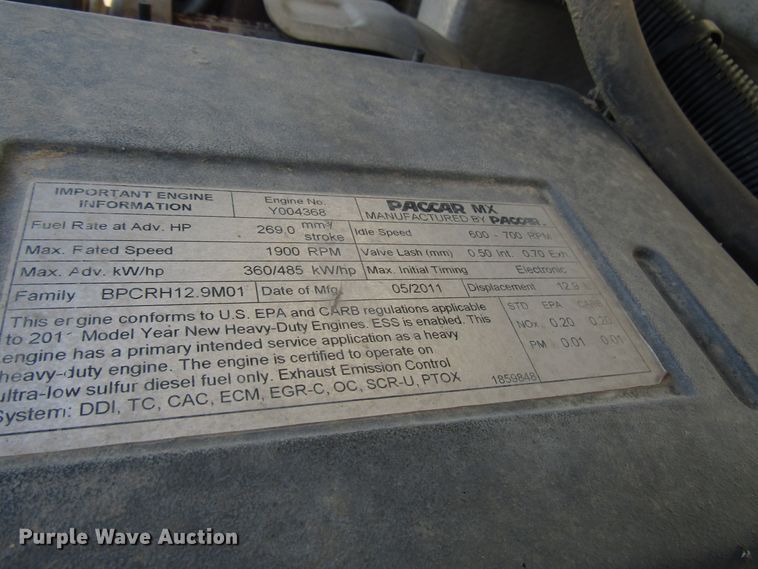 IMPORTANT ENGINE INFORMATION
Engine No. Y004368
PACCAR MX
MANUFACTURED BY PACCAR.
Fuel Rate at Adv. HP 269.0 mm³/stroke Idle Speed 600 - 700 RPM
Max. Rated Speed 1900 RPM Valve Lash (mm) 0.50 Int. 0.70 Exh
Max. Adv. kW/hp 360/485 kW/hp Max. Initial Timing Electronic
Family BPCRH12.9M01 Date of Mfg. 05/2011 Displacement 12.9
This engine conforms to U.S. EPA and CARB regulations applicable
to 2011 Model Year New Heavy-Duty Engines. ESS is enabled. This
engine has a primary intended service application as a heavy
heavy-duty engine. The engine is certified to operate on
ultra-low sulfur diesel fuel only. Exhaust Emission Control
System: DDI, TC, CAC, ECM, EGR-C, OC, SCR-U, PTOX
STD EPA CARB
NOx 0.20 0.20
PM 0.01 0.01
1859848
Purple Wave Auction